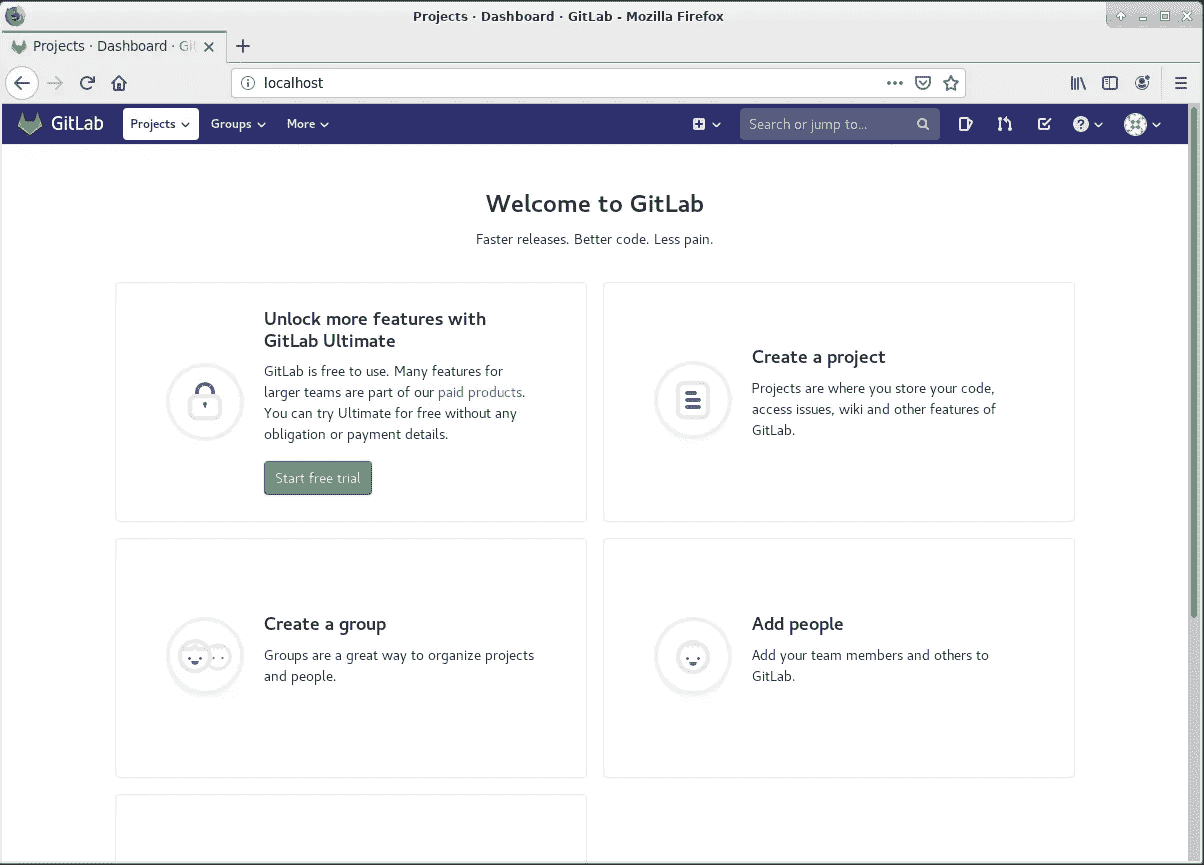 Projects · Dashboard · GitLab - Mozilla Firefox
Projects · Dashboard · Git
localhost
GitLab
Projects
Groups
More
Search or jump to...
Welcome to GitLab
Faster releases. Better code. Less pain.
Unlock more features with
GitLab Ultimate
GitLab is free to use. Many features for
larger teams are part of our paid products.
You can try Ultimate for free without any
obligation or payment details.
Start free trial
Create a project
Projects are where you store your code,
access issues, wiki and other features of
GitLab.
Create a group
Groups are a great way to organize projects
and people.
Add people
Add your team members and others to
GitLab.